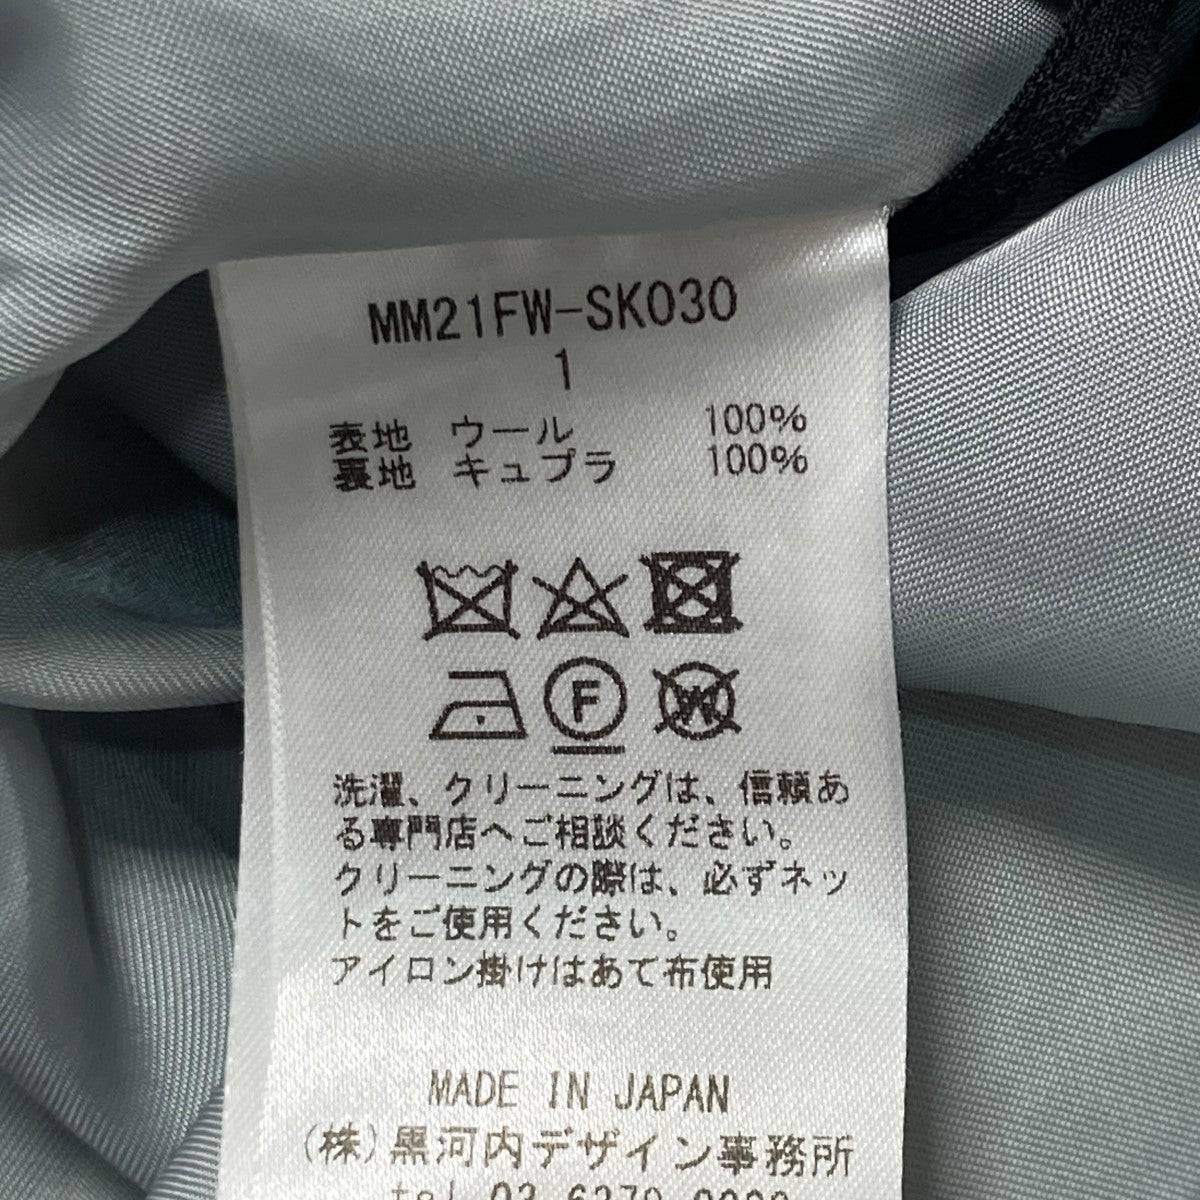 MM21FW-SK030
1
表地 ウール 100%
裏地 キュプラ 100%
F W
洗濯、クリーニングは、信頼あ
る専門店へご相談ください。
クリーニングの際は、必ずネッ
トをご使用ください。
アイロン掛けはあて布使用
MADE IN JAPAN
(株)黒河内デザイン事務所
tel 03